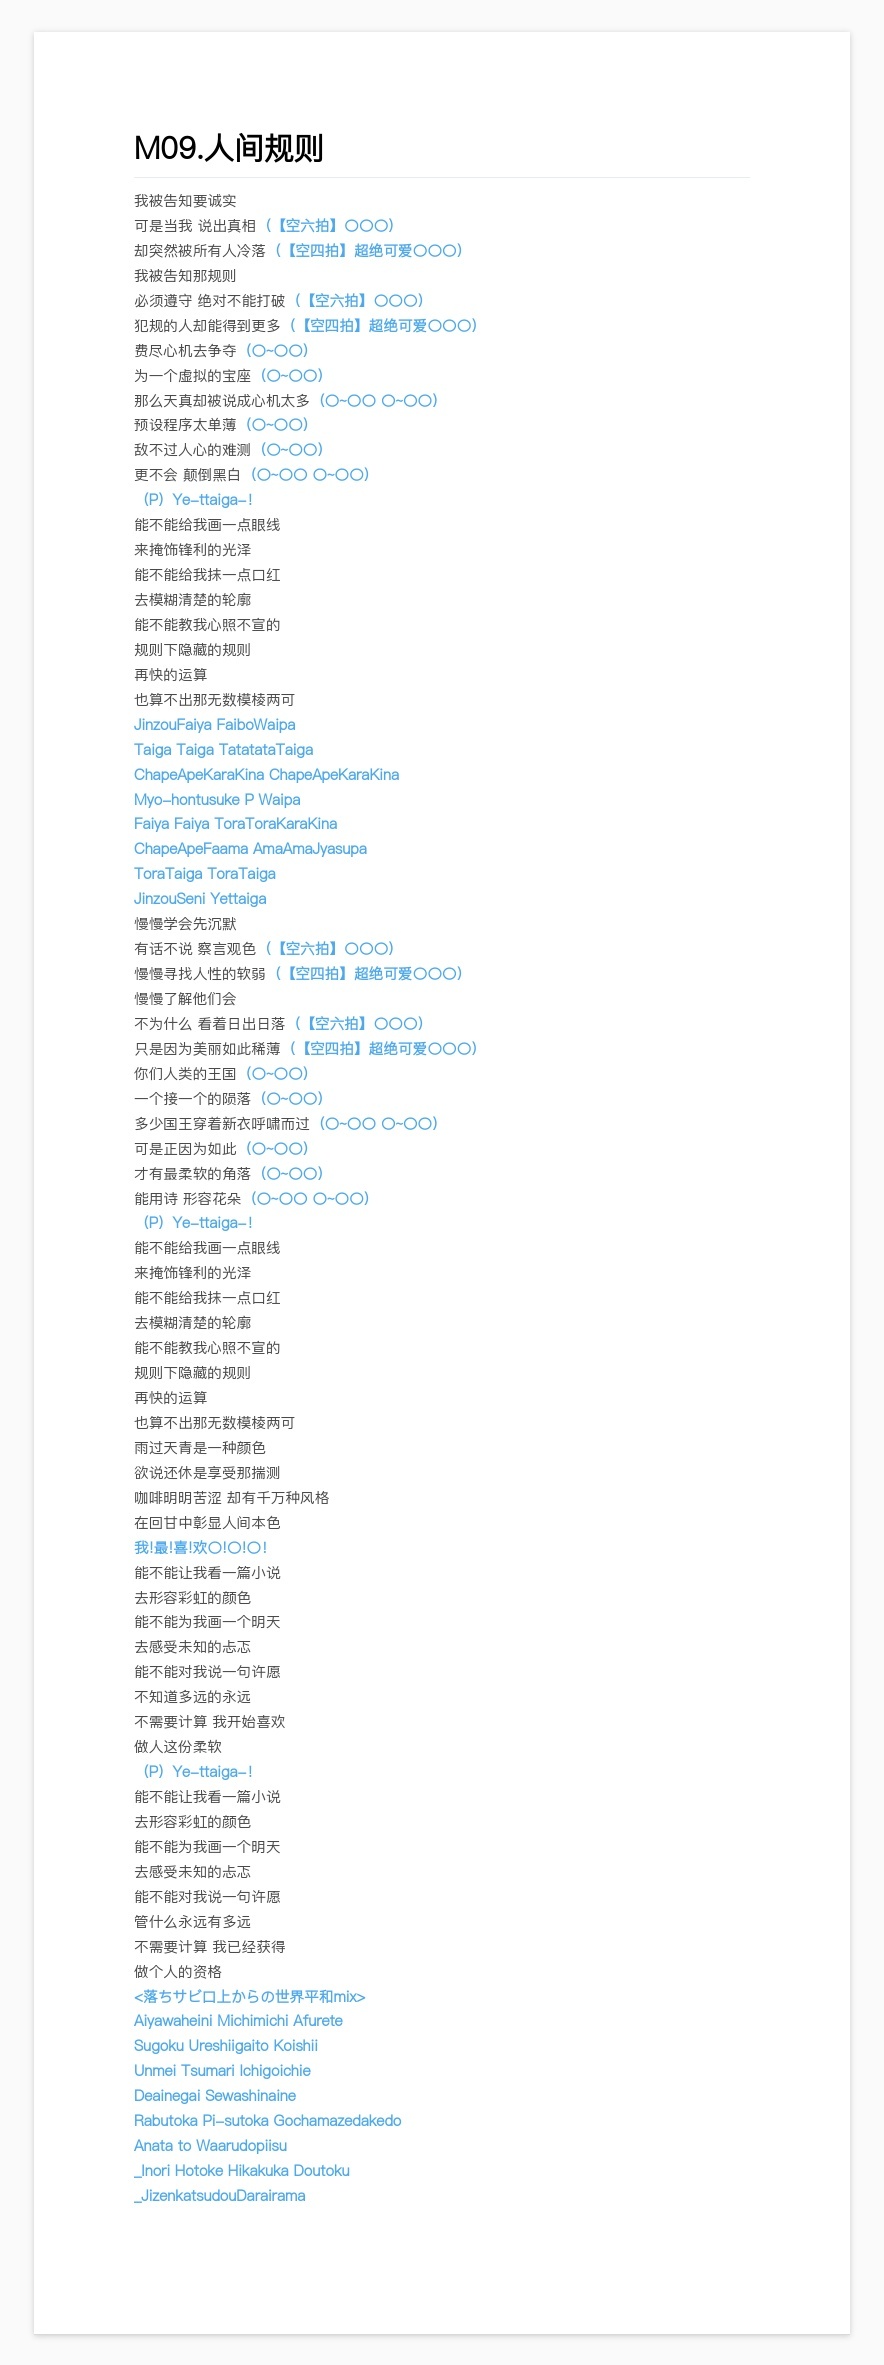 M09.人间规则
我被告知要诚实
可是当我 说出真相（【空六拍】〇〇〇）
却突然被所有人冷落（【空四拍】超绝可爱〇〇〇）
我被告知那规则
必须遵守 绝对不能打破（【空六拍】〇〇〇）
犯规的人却能得到更多（【空四拍】超绝可爱〇〇〇）
费尽心机去争夺（〇~〇〇）
为一个虚拟的宝座（〇~〇〇）
那么天真却被说成心机太多（〇~〇〇 〇~〇〇）
预设程序太单薄（〇~〇〇）
敌不过人心的难测（〇~〇〇）
更不会 颠倒黑白（〇~〇〇 〇~〇〇）
（P）Ye-ttaiga-!
能不能给我画一点眼线
来掩饰锋利的光泽
能不能给我抹一点口红
去模糊清楚的轮廓
能不能教我心照不宣的
规则下隐藏的规则
再快的运算
也算不出那无数模棱两可
JinzouFaiya FaiboWaipa
Taiga Taiga TatatataTaiga
ChapeApeKaraKina ChapeApeKaraKina
Myo-hontusuke P Waipa
Faiya Faiya ToraToraKaraKina
ChapeApeFaama AmaAmaJyasupa
ToraTaiga ToraTaiga
JinzouSeni Yettaiga
慢慢学会先沉默
有话不说 察言观色（【空六拍】〇〇〇）
慢慢寻找人性的软弱（【空四拍】超绝可爱〇〇〇）
慢慢了解他们会
不为什么 看着日出日落（【空六拍】〇〇〇）
只是因为美丽如此稀薄（【空四拍】超绝可爱〇〇〇）
你们人类的王国（〇~〇〇）
一个接一个的陨落（〇~〇〇）
多少国王穿着新衣呼啸而过（〇~〇〇 〇~〇〇）
可是正因为如此（〇~〇〇）
才有最柔软的角落（〇~〇〇）
能用诗 形容花朵（〇~〇〇 〇~〇〇）
（P）Ye-ttaiga-!
能不能给我画一点眼线
来掩饰锋利的光泽
能不能给我抹一点口红
去模糊清楚的轮廓
能不能教我心照不宣的
规则下隐藏的规则
再快的运算
也算不出那无数模棱两可
雨过天青是一种颜色
欲说还休是享受那揣测
咖啡明明苦涩 却有千万种风格
在回甘中彰显人间本色
我!最!喜!欢〇!〇!〇!
能不能让我看一篇小说
去形容彩虹的颜色
能不能为我画一个明天
去感受未知的忐忑
能不能对我说一句许愿
不知道多远的永远
不需要计算 我开始喜欢
做人这份柔软
（P）Ye-ttaiga-!
能不能让我看一篇小说
去形容彩虹的颜色
能不能为我画一个明天
去感受未知的忐忑
能不能对我说一句许愿
管什么永远有多远
不需要计算 我已经获得
做个人的资格
<落ちサビ口上からの世界平和mix>
Aiyawaheini Michimichi Afurete
Sugoku Ureshiigaito Koishii
Unmei Tsumari Ichigoichie
Deainegai Sewashinaine
Rabutoka Pi-sutoka Gochamazedakedo
Anata to Waarudopiisu
_Inori Hotoke Hikakuka Doutoku
_JizenkatsudouDarairama